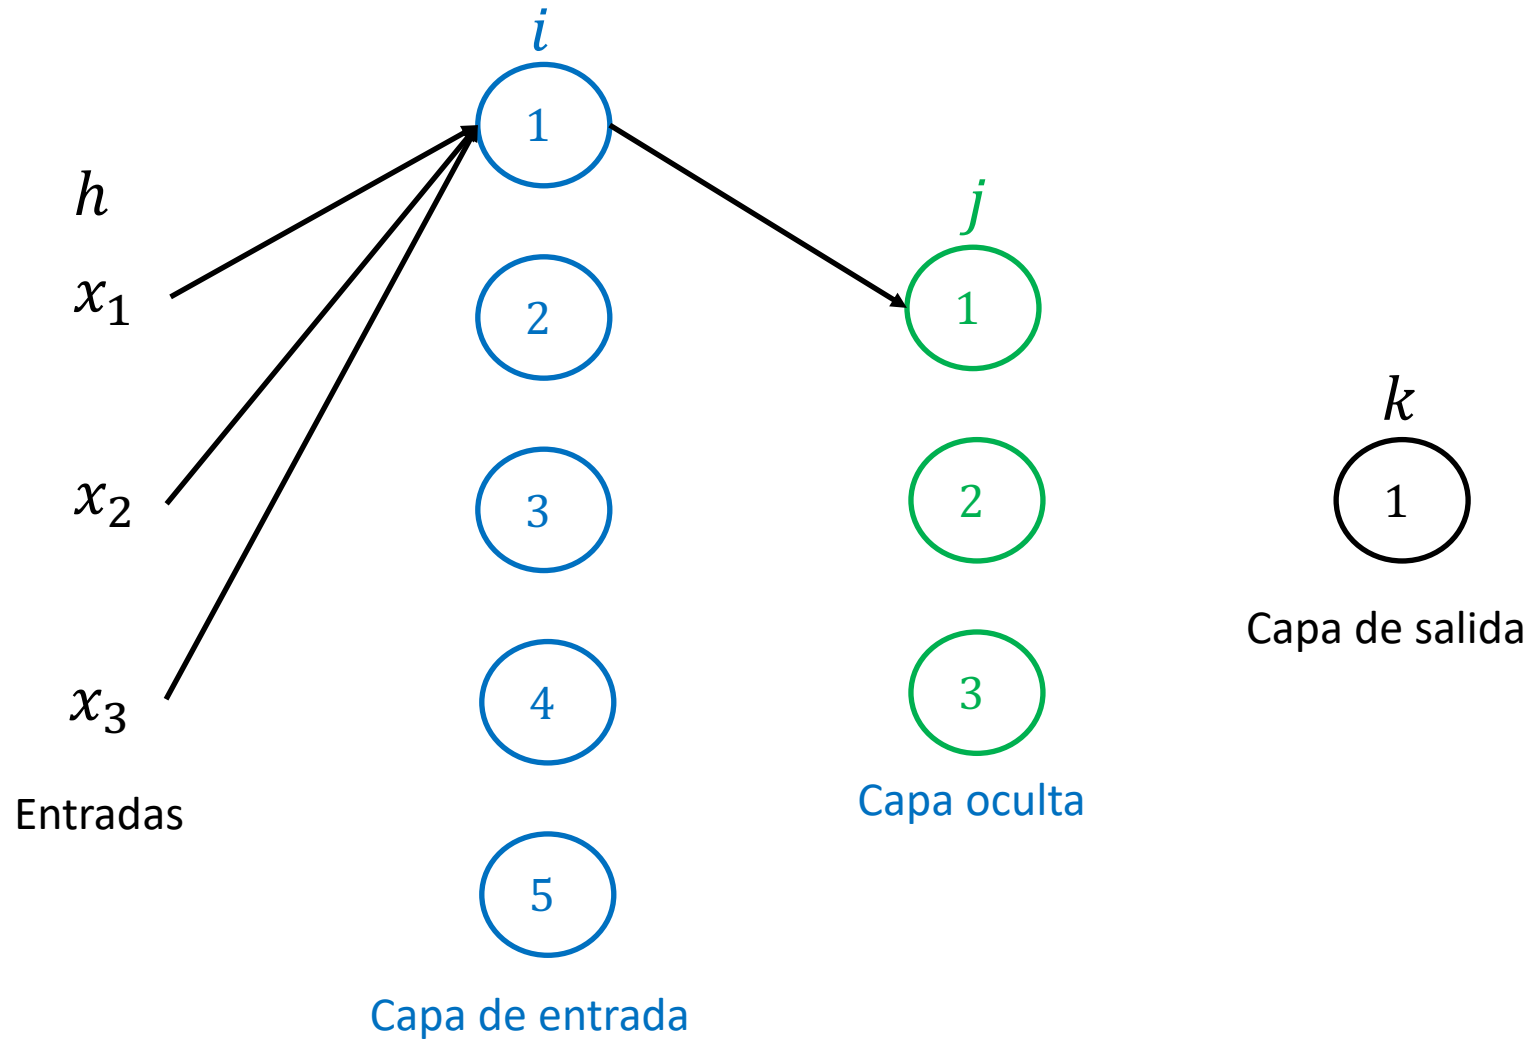 h
x₁
x₂
x₃
Entradas
i
1
2
3
4
5
Capa de entrada
j
1
2
3
Capa oculta
k
1
Capa de salida